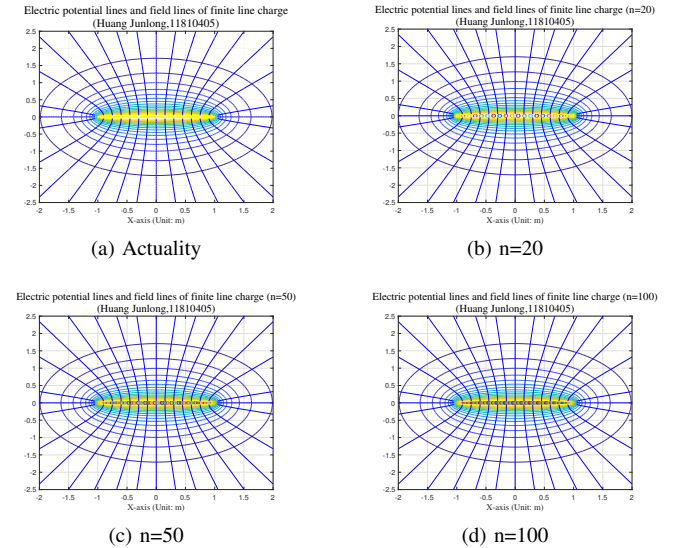 Electric potential lines and field lines of finite line charge
(Huang Junlong,11810405)
2.5
2
1.5
1
0.5
0
-0.5
-1
-1.5
-2
-2.5
-2 -1.5 -1 -0.5 0 0.5 1 1.5 2
X-axis (Unit: m)
(a) Actuality
Electric potential lines and field lines of finite line charge (n=20)
(Huang Junlong,11810405)
2.5
2
1.5
1
0.5
0
-0.5
-1
-1.5
-2
-2.5
-2 -1.5 -1 -0.5 0 0.5 1 1.5 2
X-axis (Unit: m)
(b) n=20
Electric potential lines and field lines of finite line charge (n=50)
(Huang Junlong,11810405)
2.5
2
1.5
1
0.5
0
-0.5
-1
-1.5
-2
-2.5
-2 -1.5 -1 -0.5 0 0.5 1 1.5 2
X-axis (Unit: m)
(c) n=50
Electric potential lines and field lines of finite line charge (n=100)
(Huang Junlong,11810405)
2.5
2
1.5
1
0.5
0
-0.5
-1
-1.5
-2
-2.5
-2 -1.5 -1 -0.5 0 0.5 1 1.5 2
X-axis (Unit: m)
(d) n=100